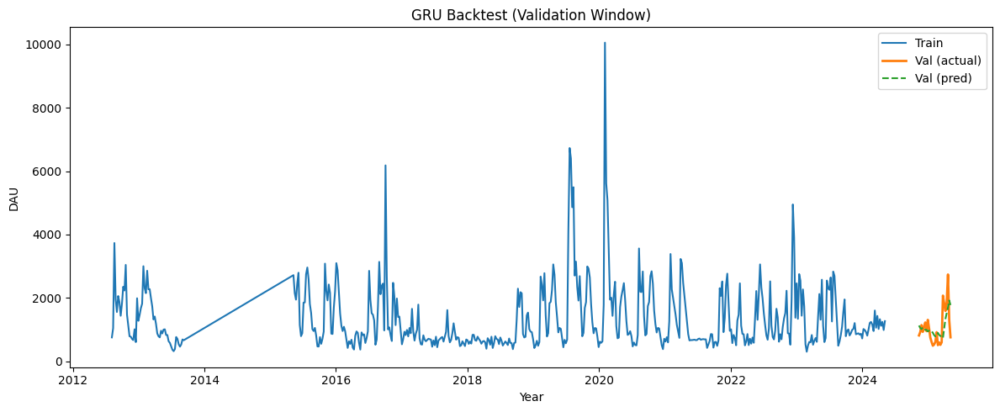 GRU Backtest (Validation Window)
Train
Val (actual)
Val (pred)
10000
8000
6000
4000
2000
0
DAU
2012
2014
2016
2018
2020
2022
2024
Year